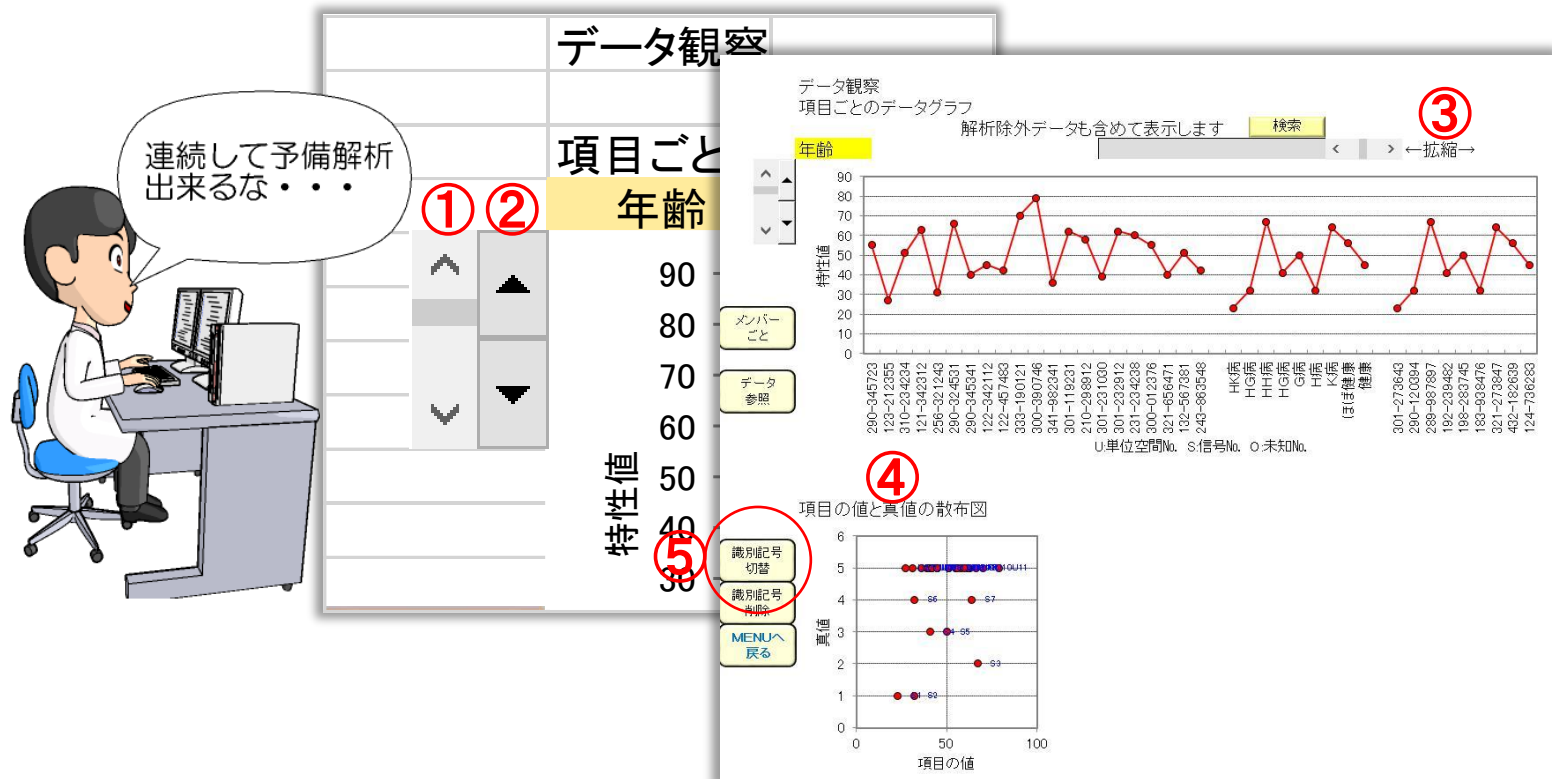 連続して予備解析
出来るな・・・
データ観察
項目ごと
年齢
①
②
90
80
70
60
50
40
30
特性値
データ観察
項目ごとのデータグラフ
解析除外データも含めて表示します
検索
③
←拡縮→
年齢
90
80
70
60
50
40
30
20
10
0
特性値
290-045723
123-212355
310-234234
121-342312
256-321243
290-324531
290-345341
122-342112
122-457483
333-190121
300-390746
341-982341
301-119231
210-298912
301-231030
301-232912
231-234238
300-012376
321-656471
132-567381
243-863548
HK病
HG病
HH病
HG病
G病
H病
K病
ほぼ健康
健康
301-273643
290-120394
289-987897
192-239482
198-283745
183-938476
321-273847
432-182639
124-736283
U:単位空間No. S:信号No. O:未知No.
メンバー
ごと
データ
参照
④
項目の値と真値の散布図
⑤
識別記号
切替
識別記号
削除
MENUへ
戻る
6
5
4
3
2
1
0
真値
S6
S7
S5
S3
S2
0
50
100
項目の値